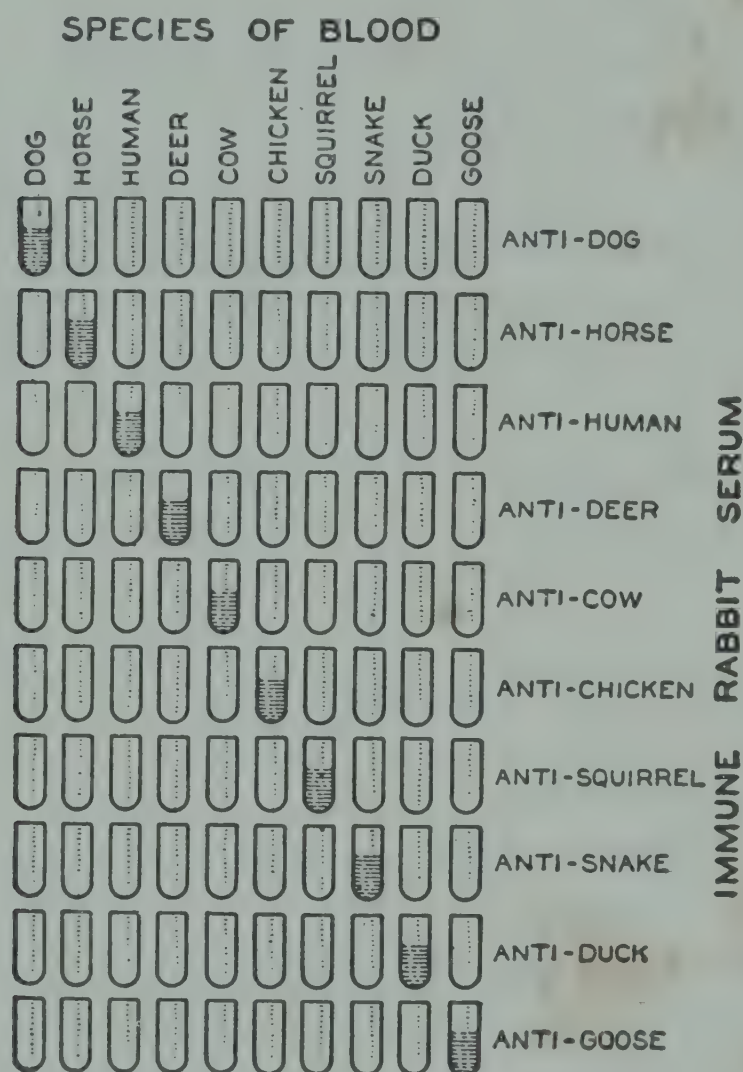 SPECIES OF BLOOD
DOG
HORSE
HUMAN
DEER
COW
CHICKEN
SQUIRREL
SNAKE
DUCK
GOOSE
ANTI-DOG
ANTI-HORSE
ANTI-HUMAN
ANTI-DEER
ANTI-COW
ANTI-CHICKEN
ANTI-SQUIRREL
ANTI-SNAKE
ANTI-DUCK
ANTI-GOOSE
IMMUNE RABBIT SERUM